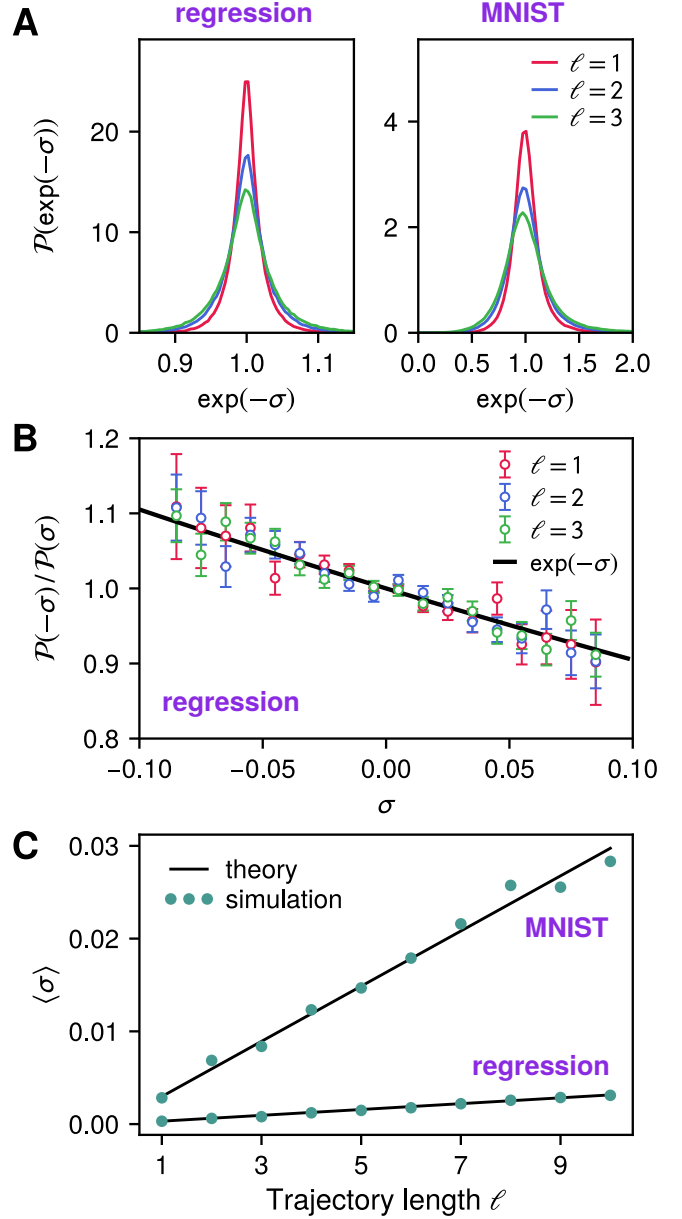 A
regression
MNIST
𝒫(exp(−σ))
20
10
0
0.9
1.0
1.1
exp(−σ)
4
2
0
0.0
0.5
1.0
1.5
2.0
exp(−σ)
ℓ = 1
ℓ = 2
ℓ = 3
B
𝒫(−σ)/𝒫(σ)
1.2
1.1
1.0
0.9
0.8
ℓ = 1
ℓ = 2
ℓ = 3
exp(−σ)
regression
−0.10
−0.05
0.00
0.05
0.10
σ
C
⟨σ⟩
0.03
0.02
0.01
0.00
theory
simulation
MNIST
regression
1
3
5
7
9
Trajectory length ℓ